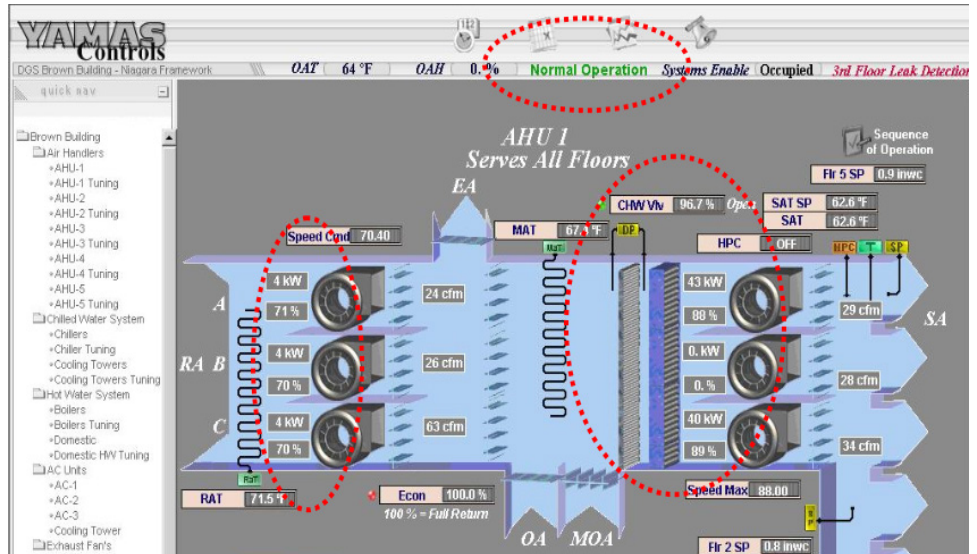 YAMAS
Controls
DGS Brown Building - Niagara Framework
OAT 64 °F OAH 0. % Normal Operation Systems Enable Occupied 3rd Floor Leak Detection
quick nav
Brown Building
Air Handlers
AHU-1
AHU-1 Tuning
AHU-2
AHU-2 Tuning
AHU-3
AHU-3 Tuning
AHU-4
AHU-4 Tuning
AHU-5
AHU-5 Tuning
Chilled Water System
Chillers
Chiller Tuning
Cooling Towers
Cooling Towers Tuning
Hot Water System
Boilers
Boilers Tuning
Domestic
Domestic HW Tuning
AC Units
AC-1
AC-2
AC-3
Cooling Tower
Exhaust Fan's
AHU 1
Serves All Floors
Sequence
of Operation
Flr 5 SP 0.9 inwc
EA
CHW Vlv 96.7 % Open
SAT SP 62.6 °F
SAT 62.6 °F
Speed Cmd 70.40
MAT
DP
HPC OFF
MaT
HPC T SP
A
4 kW
71 %
24 cfm
43 kW
88 %
29 cfm
SA
RA B
4 kW
70 %
26 cfm
0. kW
0. %
28 cfm
C
4 kW
70 %
63 cfm
40 kW
89 %
34 cfm
RaT
RAT 71.5 °F
Econ 100.0 %
100 % = Full Return
Speed Max 88.00
OA MOA
Flr 2 SP 0.8 inwc